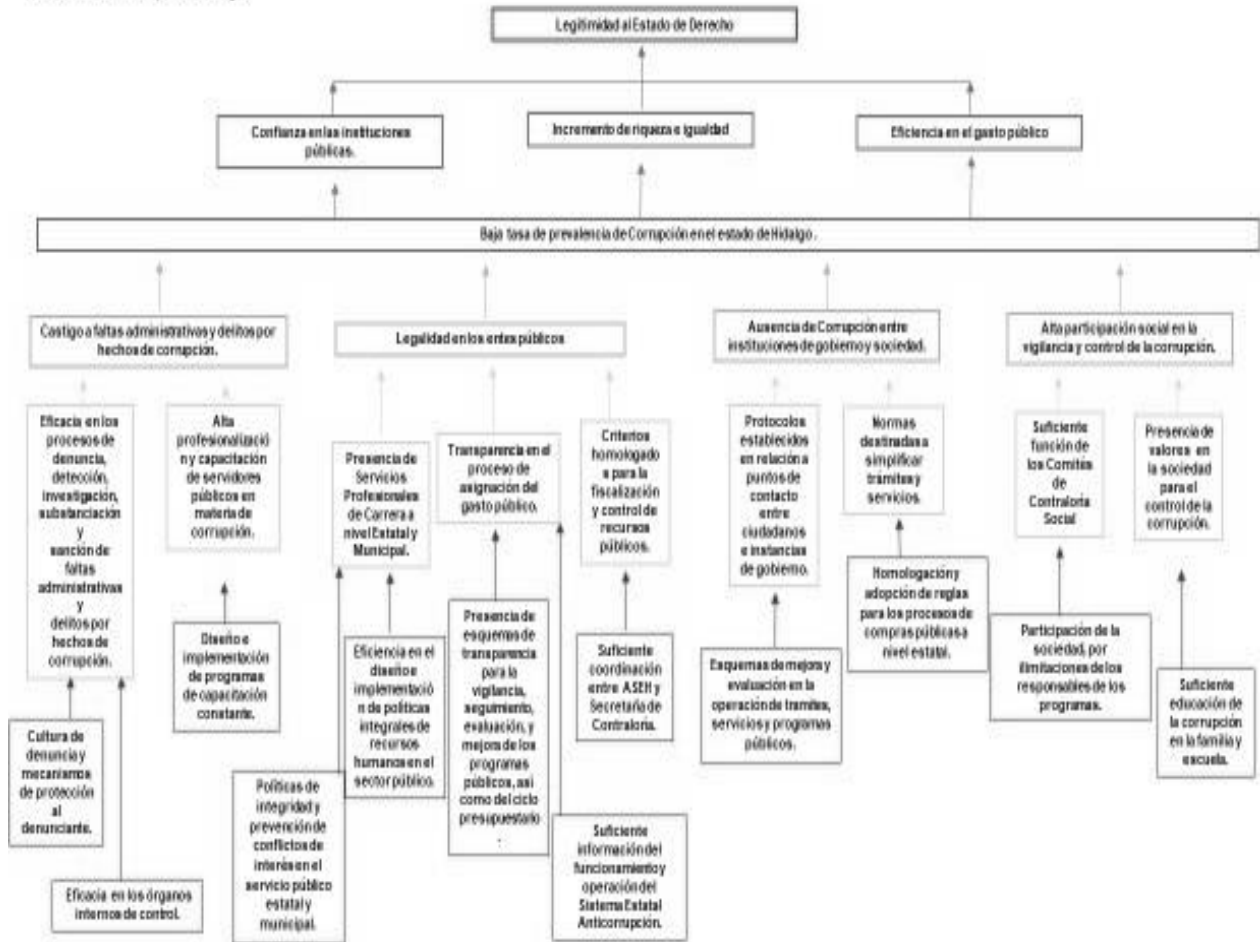 Legitimidad al Estado de Derecho
Confianza en las instituciones
públicas.
Incremento de riqueza e igualdad
Eficiencia en el gasto público
Baja tasa de prevalencia de Corrupción en el estado de Hidalgo.
Castigo a faltas administrativas y delitos por
hechos de corrupción.
Legalidad en los entes públicos
Ausencia de Corrupción entre
instituciones de gobierno y sociedad.
Alta participación social en la
vigilancia y control de la corrupción.
Eficacia en los
procesos de
denuncia,
detección,
investigación,
substanciación
y
sanción de
faltas
administrativas
y
delitos por
hechos de
corrupción.
Alta
profesionalizació
n y capacitación
de servidores
públicos en
materia de
corrupción.
Presencia de
Servicios
Profesionales
de Carrera a
nivel Estatal y
Municipal.
Transparencia en el
proceso de
asignación del
gasto público.
Criterios
homologado
s para la
fiscalización
y control de
recursos
públicos.
Protocolos
establecidos
en relación a
puntos de
contacto
entre
ciudadanos
e instancias
de gobierno.
Normas
destinadas a
simplificar
trámites y
servicios.
Suficiente
función de
los Comités
de
Contraloría
Social
Presencia de
valores en
la sociedad
para el
control de la
corrupción.
Cultura de
denuncia y
mecanismos
de protección
al
denunciante.
Eficacia en los órganos
internos de control.
Diseño e
implementación
de programas
de capacitación
constante.
Políticas de
integridad y
prevención de
conflictos de
interés en el
servicio público
estatal y
municipal.
Eficiencia en el
diseño e
implementació
n de políticas
integrales de
recursos
humanos en el
sector público.
Presencia de
esquemas de
transparencia
para la
vigilancia,
seguimiento,
evaluación, y
mejora de los
programas
públicos, así
como del ciclo
presupuestario
.
Suficiente
información del
funcionamiento y
operación del
Sistema Estatal
Anticorrupción.
Suficiente
coordinación
entre ASEH y
Secretaría de
Contraloría.
Esquemas de mejora y
evaluación en la
operación de tramites,
servicios y programas
públicos.
Homologación y
adopción de reglas
para los procesos de
compras públicas a
nivel estatal.
Participación de la
sociedad, por
ilimitaciones de los
responsables de los
programas.
Suficiente
educación de
la corrupción
en la familia y
escuela.